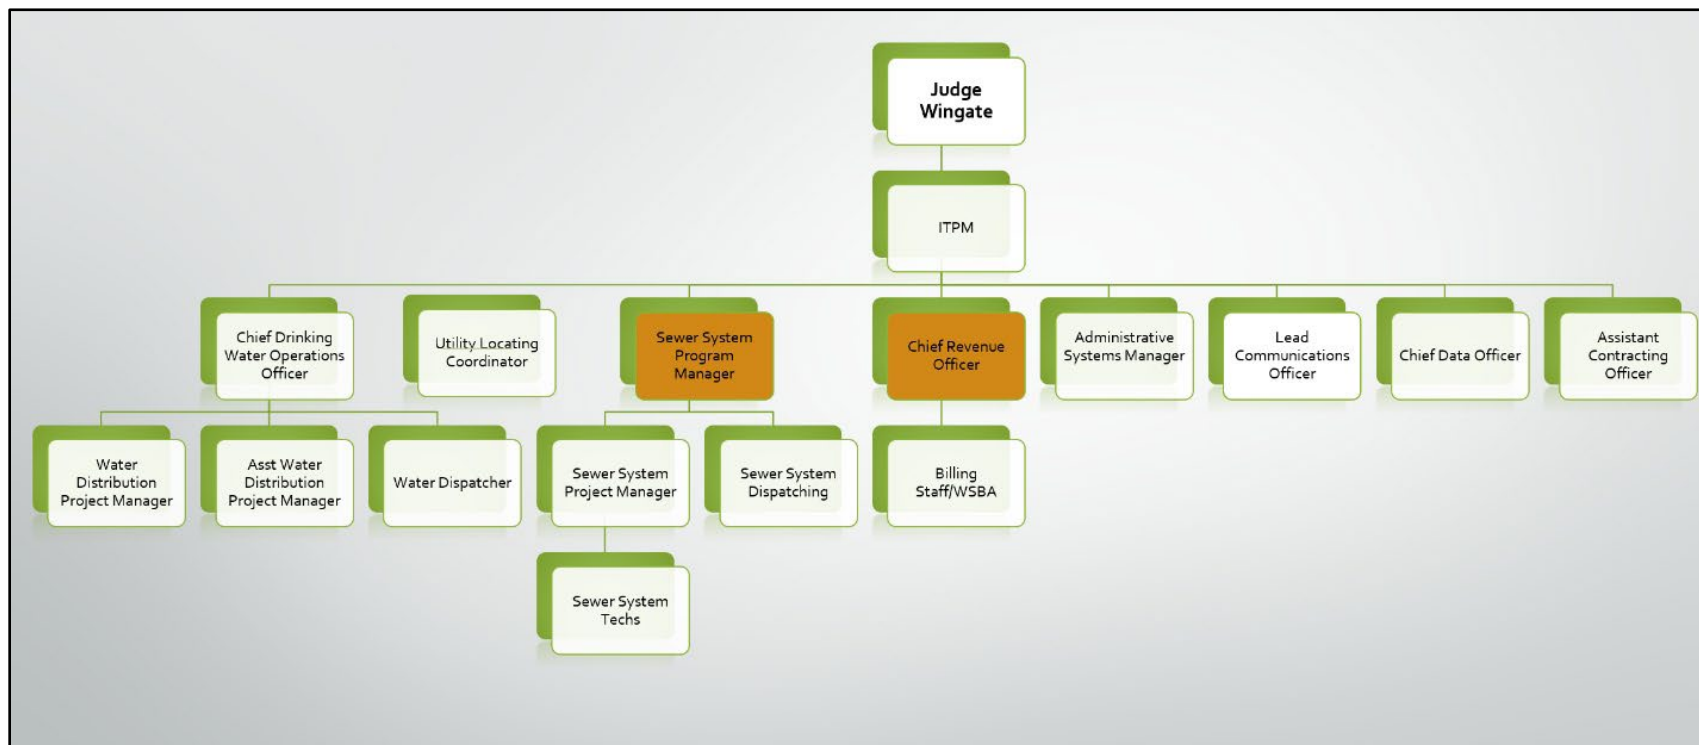 Judge
Wingate
ITPM
Chief Drinking
Water Operations
Officer
Utility Locating
Coordinator
Sewer System
Program
Manager
Chief Revenue
Officer
Administrative
Systems Manager
Lead
Communications
Officer
Chief Data Officer
Assistant
Contracting
Officer
Water
Distribution
Project Manager
Asst Water
Distribution
Project Manager
Water Dispatcher
Sewer System
Project Manager
Sewer System
Dispatching
Billing
Staff/WSBA
Sewer System
Techs